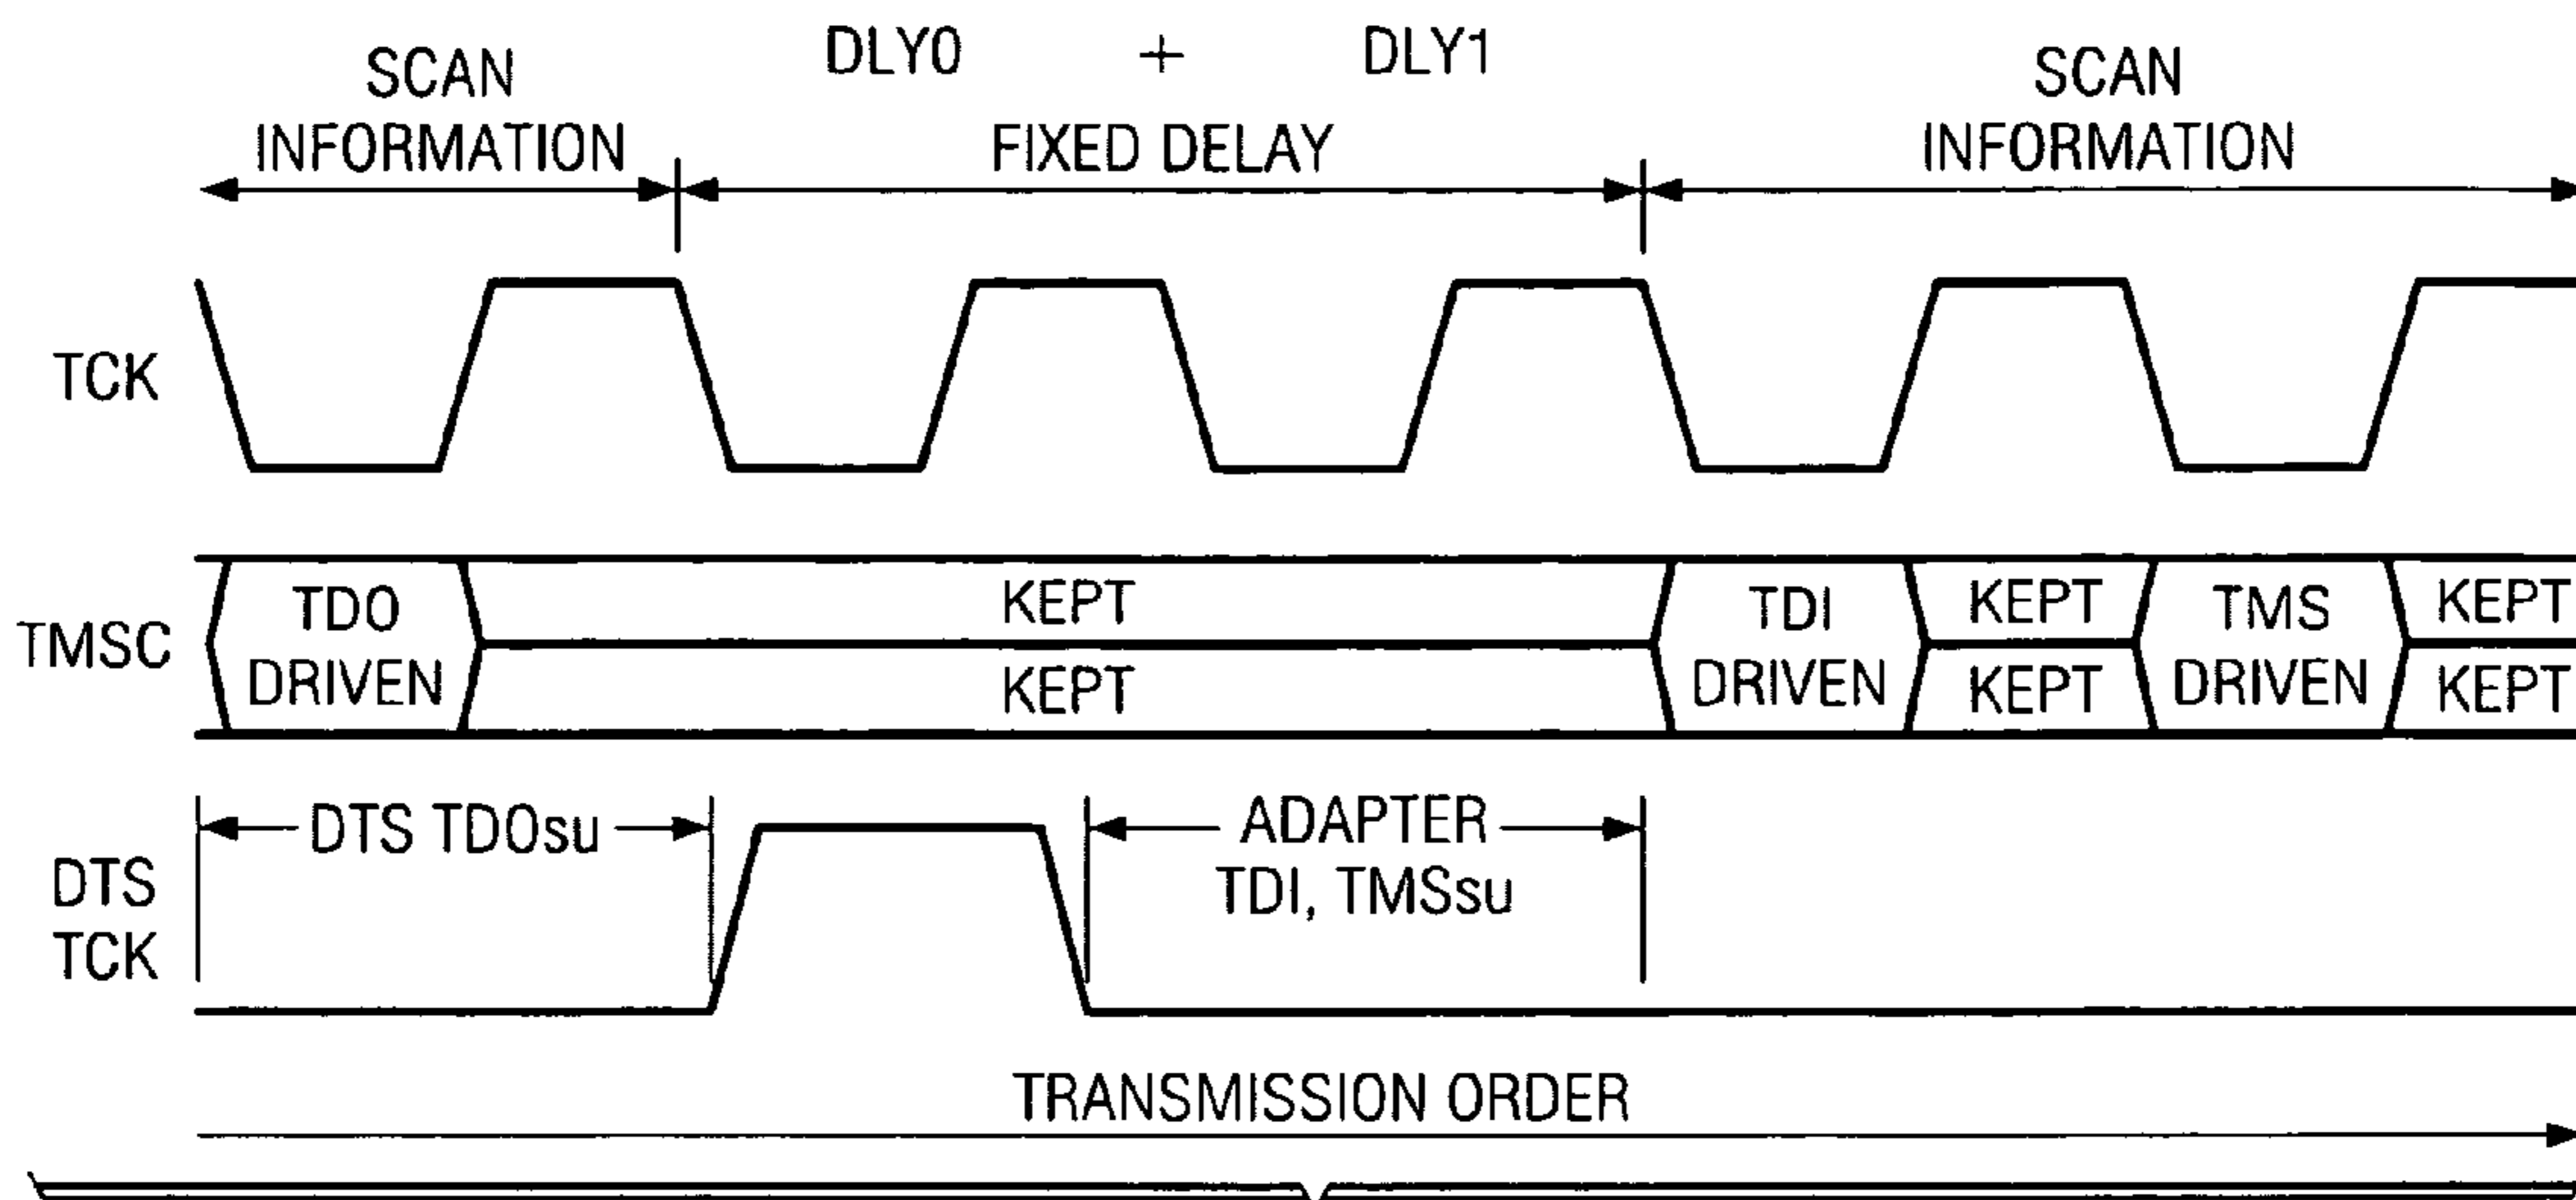 SCAN
INFORMATION
DLY0 + DLY1
FIXED DELAY
SCAN
INFORMATION
TCK
TMSC
TDO
DRIVEN
KEPT
KEPT
TDI
DRIVEN
KEPT
KEPT
TMS
DRIVEN
KEPT
KEPT
DTS
TCK
DTS TDOsu
ADAPTER
TDI, TMSsu
TRANSMISSION ORDER